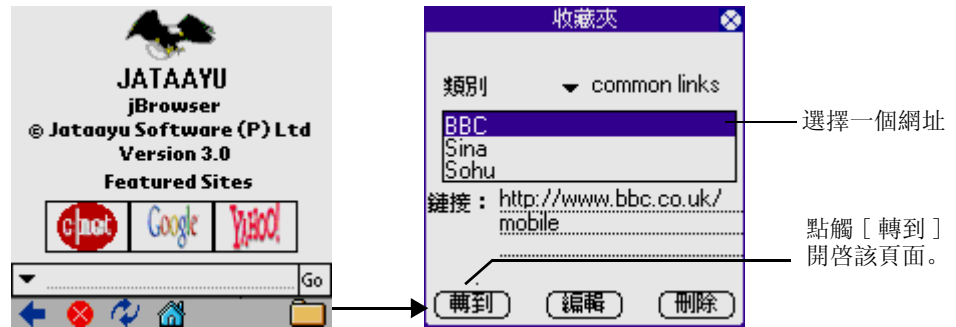 JATAAYU
jBrowser
© Jataayu Software (P) Ltd
Version 3.0
Featured Sites
c|net Google YAHOO!
Go
收藏夾
類別 common links
BBC
Sina
Sohu
鏈接： http://www.bbc.co.uk/
mobile
轉到 編輯 刪除
選擇一個網址
點觸［轉到］
開啓該頁面。